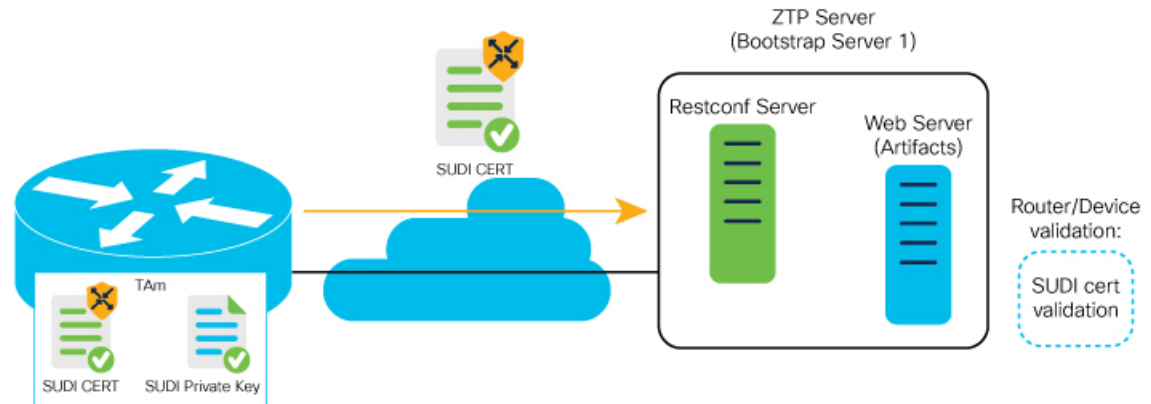 ZTP Server
(Bootstrap Server 1)
Restconf Server
Web Server
(Artifacts)
SUDI CERT
Router/Device
validation:
SUDI cert
validation
TAm
SUDI CERT
SUDI Private Key